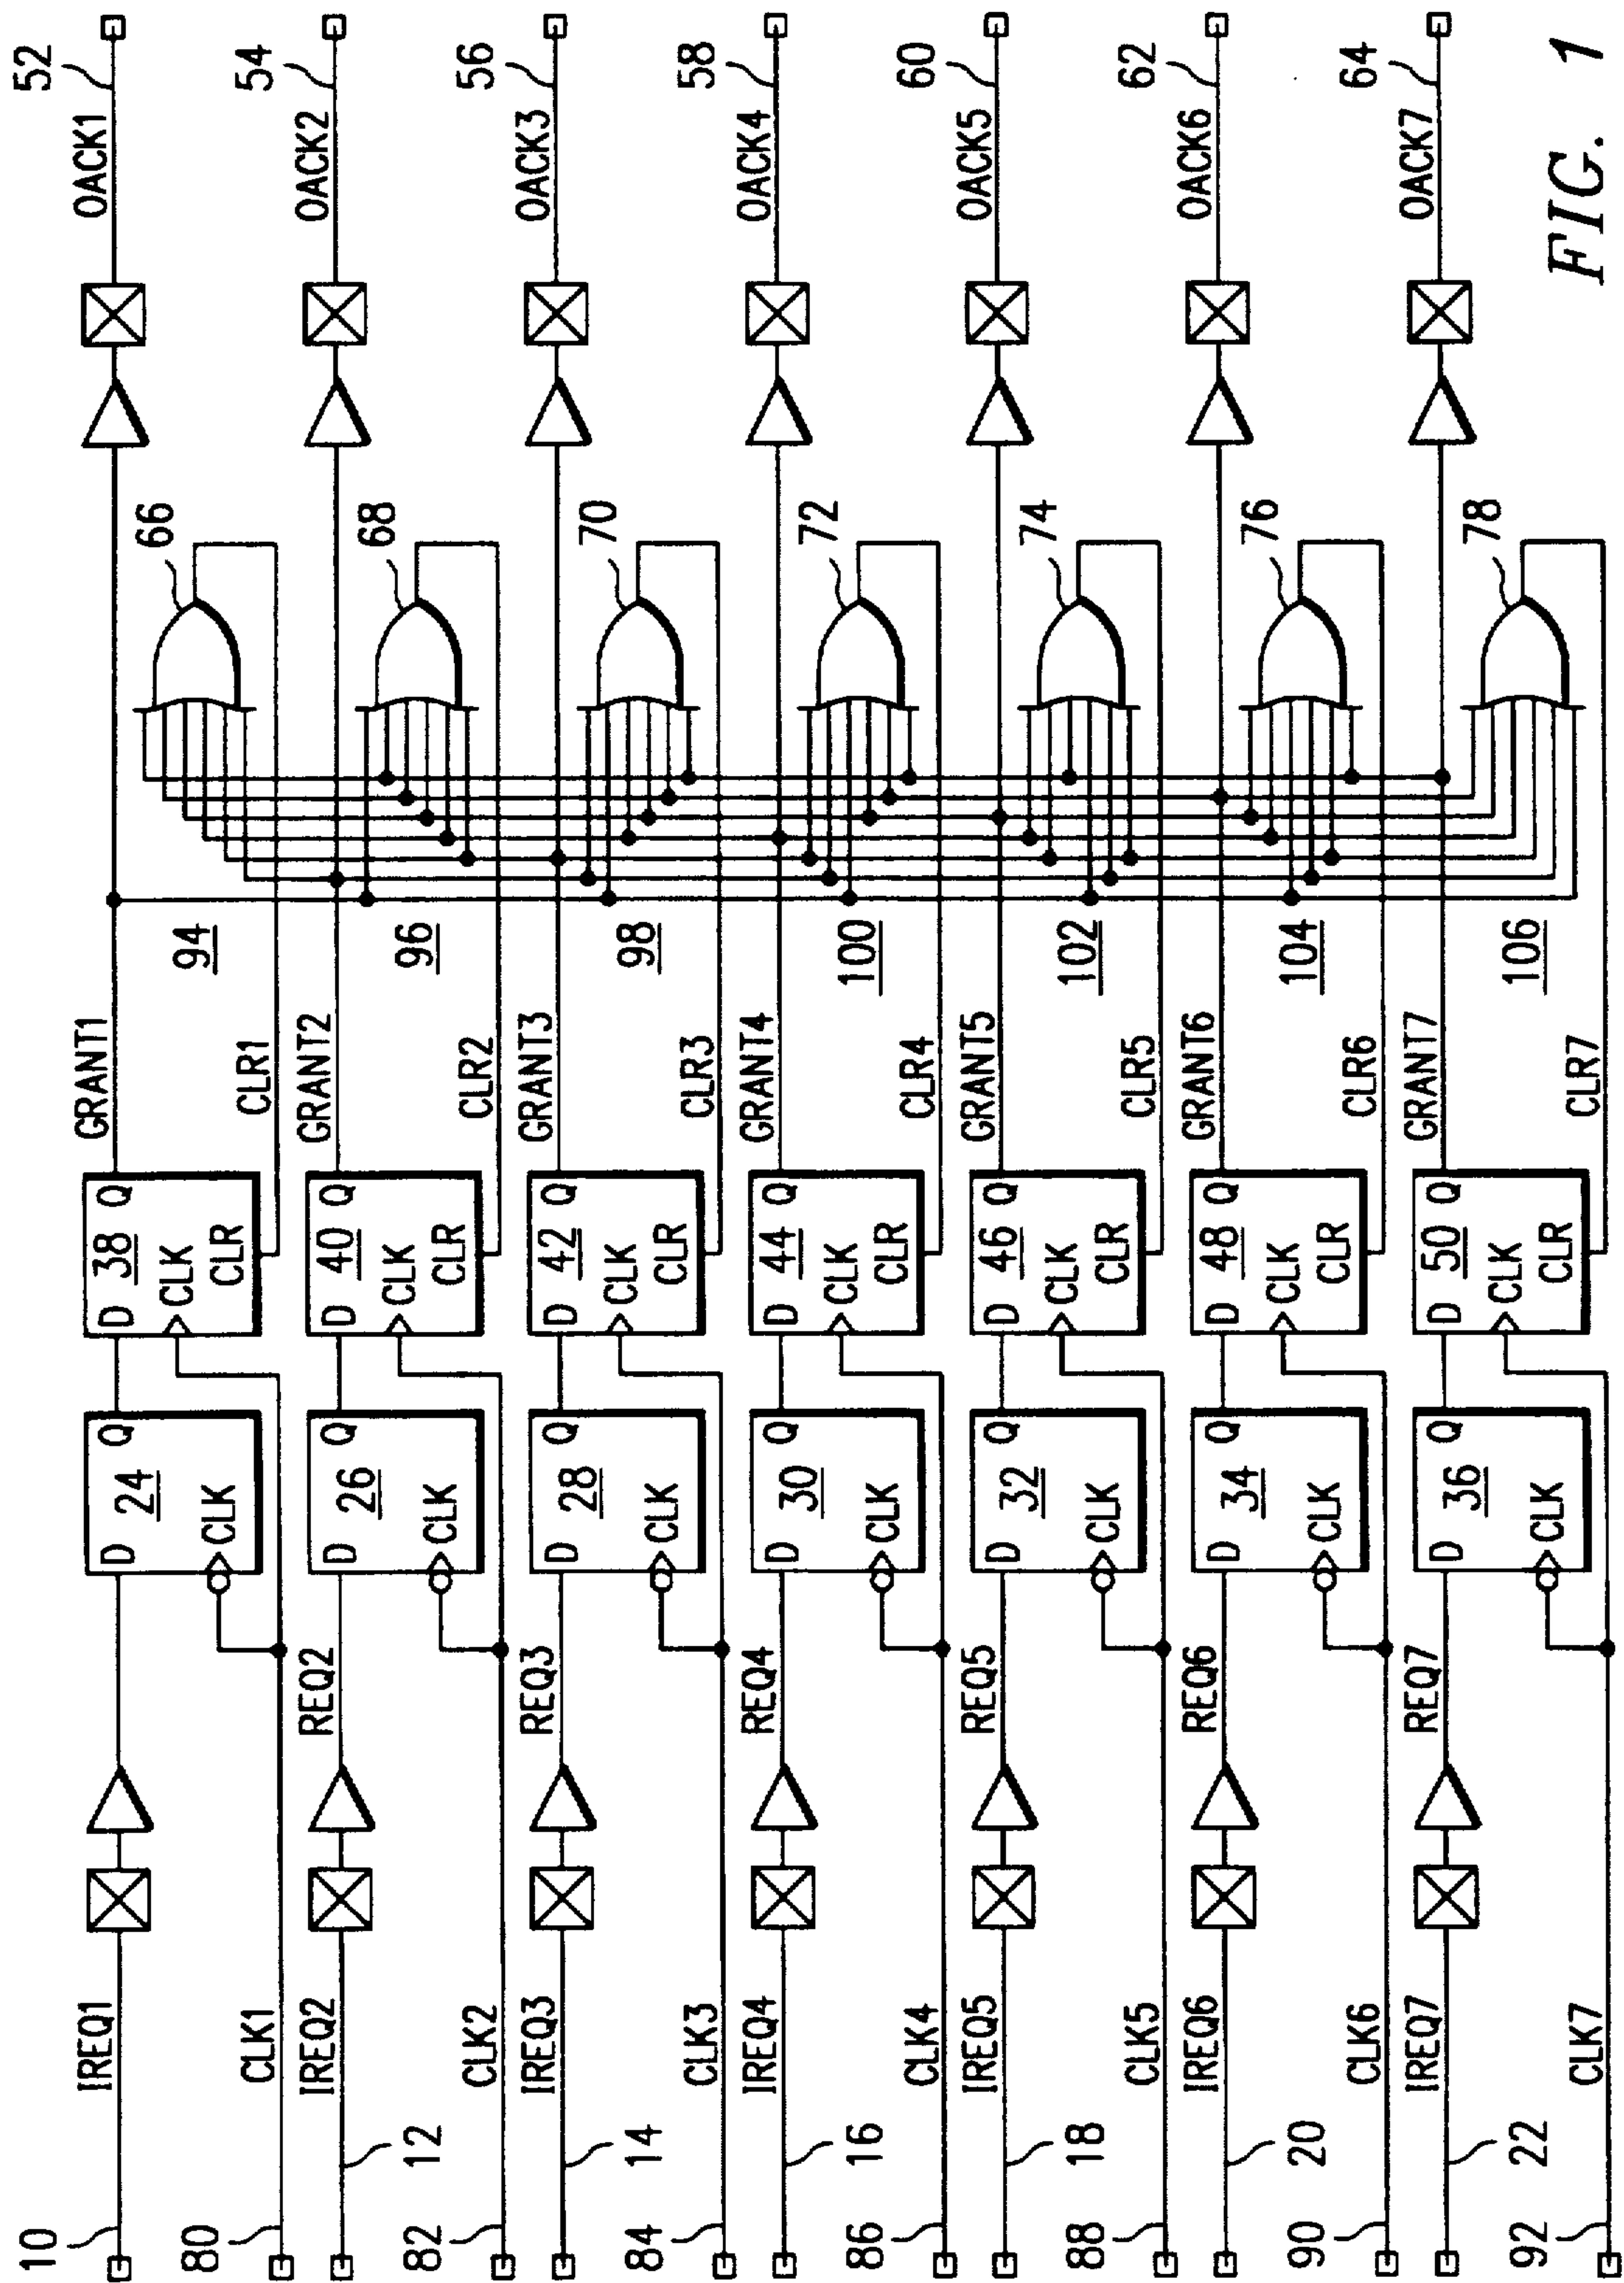 10 IREQ1 D 24 Q CLK D 38 Q CLK CLR GRANT1 94 66 OACK1 52
80 CLK1 CLR1
IREQ2 REQ2 D 26 Q CLK D 40 Q CLK CLR GRANT2 96 68 OACK2 54
12
82 CLK2 CLR2
IREQ3 REQ3 D 28 Q CLK D 42 Q CLK CLR GRANT3 98 70 OACK3 56
14
84 CLK3 CLR3
IREQ4 REQ4 D 30 Q CLK D 44 Q CLK CLR GRANT4 100 72 OACK4 58
16
86 CLK4 CLR4
IREQ5 REQ5 D 32 Q CLK D 46 Q CLK CLR GRANT5 102 74 OACK5 60
18
88 CLK5 CLR5
IREQ6 REQ6 D 34 Q CLK D 48 Q CLK CLR GRANT6 104 76 OACK6 62
20
90 CLK6 CLR6
IREQ7 REQ7 D 36 Q CLK D 50 Q CLK CLR GRANT7 106 78 OACK7 64
22
92 CLK7 CLR7
FIG. 1